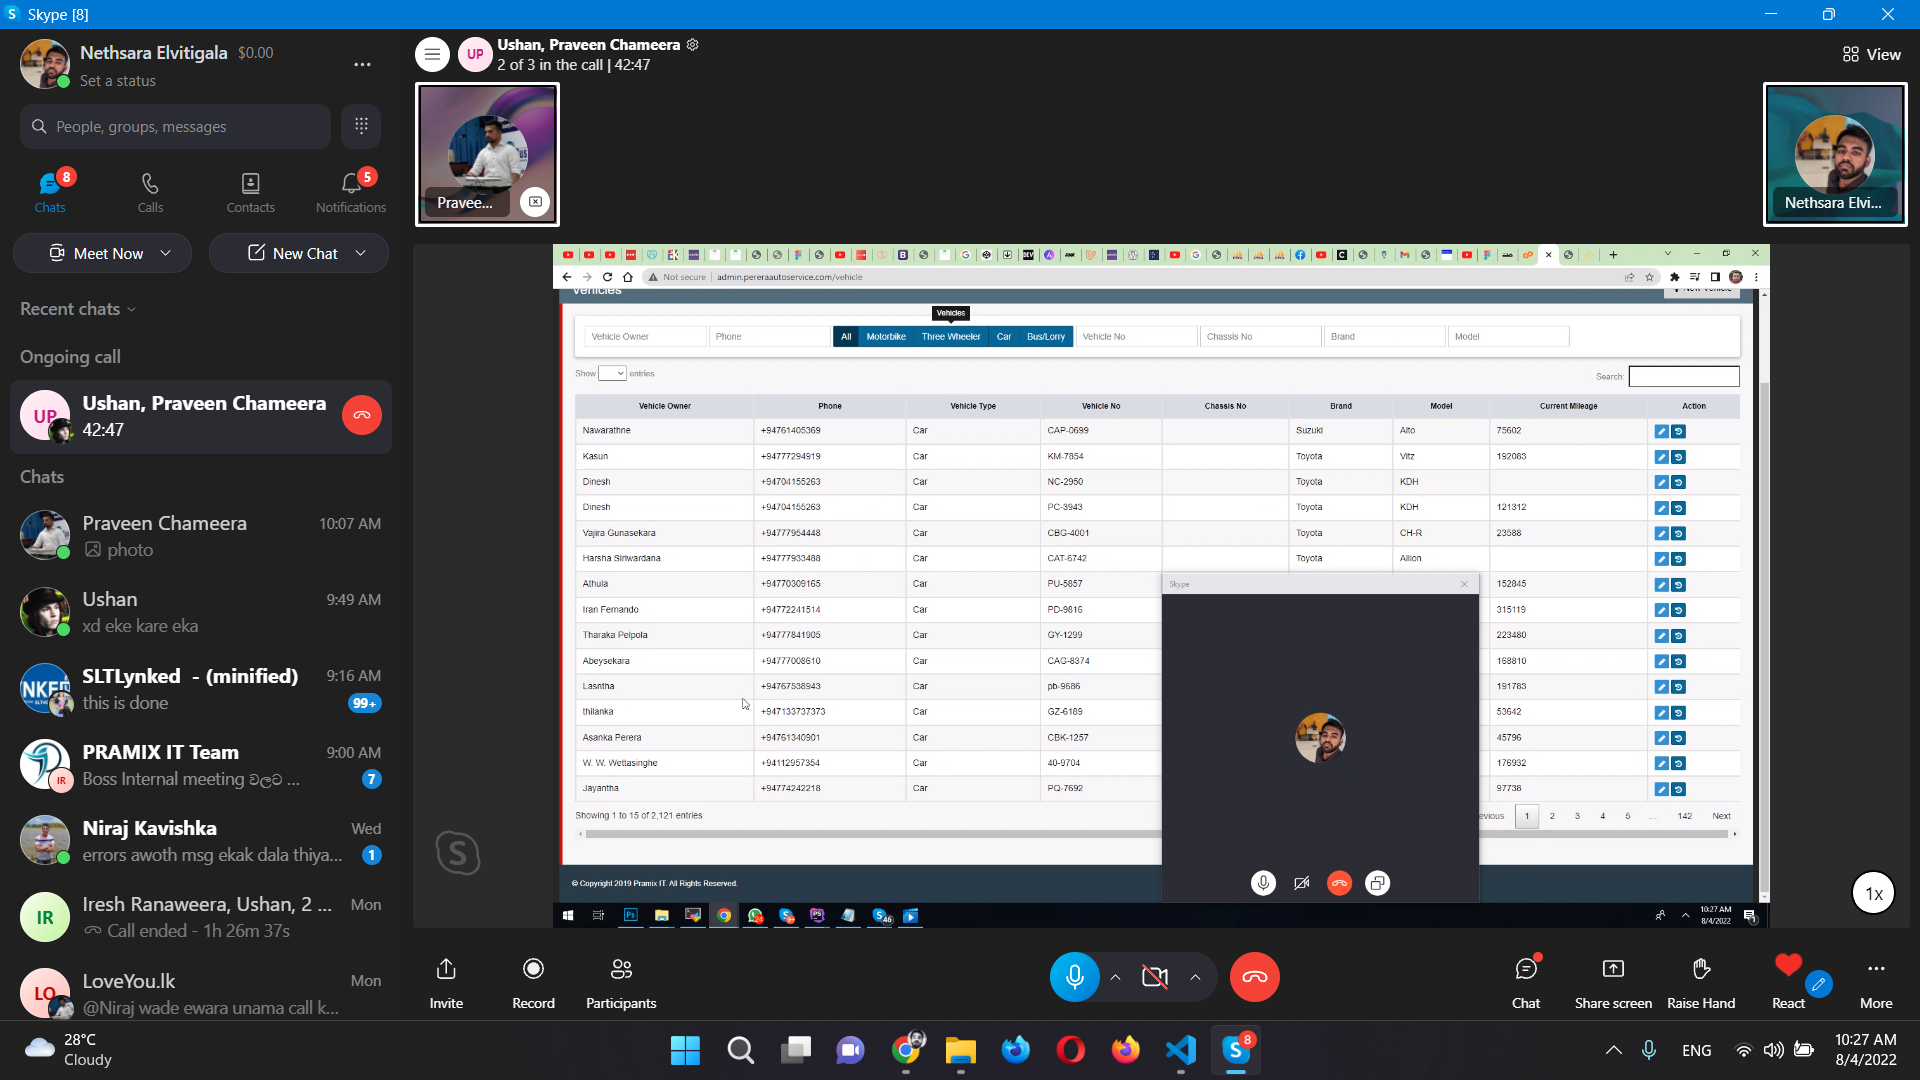 Skype [8]
Nethsara Elvitigala $0.00
Set a status
People, groups, messages
8
5
Chats
Calls
Contacts
Notifications
Meet Now
New Chat
Recent chats
Ongoing call
UP
Ushan, Praveen Chameera
42:47
Chats
Praveen Chameera 10:07 AM
photo
Ushan 9:49 AM
xd eke kare eka
SLTLynked - (minified) 9:16 AM
this is done 99+
PRAMIX IT Team 9:00 AM
IR
Boss Internal meeting වලට ... 7
Niraj Kavishka Wed
errors awoth msg ekak dala thiya... 1
IR
Iresh Ranaweera, Ushan, 2 ... Mon
Call ended - 1h 26m 37s
LO
LoveYou.lk Mon
@Niraj wade ewara unama call k...
UP
Ushan, Praveen Chameera
2 of 3 in the call | 42:47
View
Pravee...
Nethsara Elvi...
Not secure | admin.pereraautoservice.com/vehicle
Vehicles
Vehicles
Vehicle Owner Phone All Motorbike Three Wheeler Car Bus/Lorry Vehicle No Chassis No Brand Model
Show entries
Search:
Vehicle Owner Phone Vehicle Type Vehicle No Chassis No Brand Model Current Mileage Action
Nawarathne +94761405369 Car CAP-0699 Suzuki Alto 75602
Kasun +94777294919 Car KM-7854 Toyota Vitz 192083
Dinesh +94704155263 Car NC-2950 Toyota KDH
Dinesh +94704155263 Car PC-3943 Toyota KDH 121312
Vajira Gunasekara +94777954448 Car CBG-4001 Toyota CH-R 23588
Harsha Siriwardana +94777933488 Car CAT-6742 Toyota Allion
Athula +94770309165 Car PU-5857 152845
Iran Fernando +94772241514 Car PD-9816 315119
Tharaka Pelpola +94777841905 Car GY-1299 223480
Abeysekara +94777008610 Car CAG-8374 168810
Lasntha +94767538943 Car pb-9686 191783
thilanka +947133737373 Car GZ-6189 53642
Asanka Perera +94761340901 Car CBK-1257 45796
W. W. Wettasinghe +94112957354 Car 40-9704 176932
Jayantha +94774242218 Car PQ-7692 97738
Skype
Showing 1 to 15 of 2,121 entries
evious 1 2 3 4 5 ... 142 Next
© Copyright 2019 Pramix IT. All Rights Reserved.
10:27 AM
8/4/2022
1x
Invite
Record
Participants
Chat
Share screen
Raise Hand
React
More
28°C
Cloudy
8
ENG
10:27 AM
8/4/2022